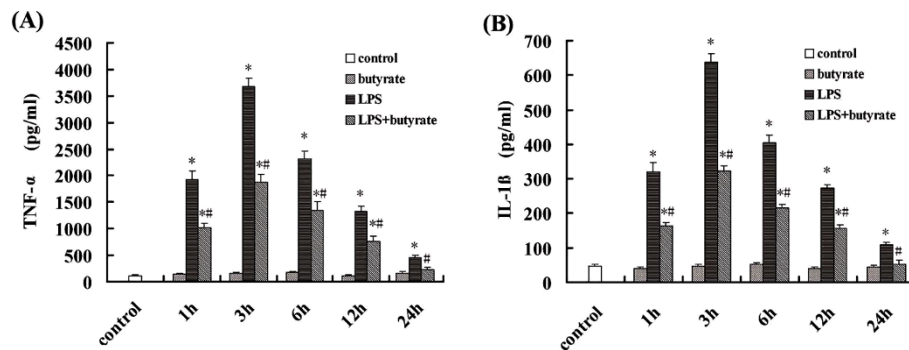 (A)
TNF-α (pg/ml)
4500
4000
3500
3000
2500
2000
1500
1000
500
0
control
butyrate
LPS
LPS+butyrate
*
*#
*
*#
*
*#
*
*#
*
#
control
1h
3h
6h
12h
24h
(B)
IL-1ß (pg/ml)
700
600
500
400
300
200
100
0
control
butyrate
LPS
LPS+butyrate
*
*#
*
*#
*
*#
*
*#
*
#
control
1h
3h
6h
12h
24h